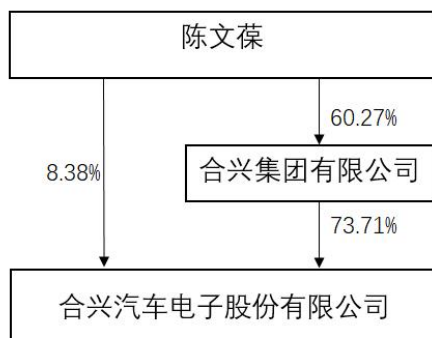 陈文葆
60.27%
8.38%
合兴集团有限公司
73.71%
合兴汽车电子股份有限公司